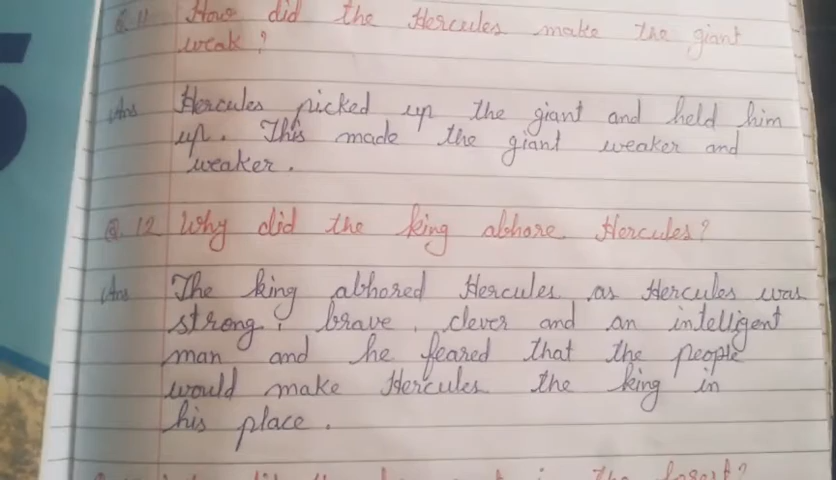 Q.11 How did the Hercules make the giant
weak?
Ans Hercules picked up the giant and held him
up. This made the giant weaker and
weaker.
Q.12 Why did the king abhore Hercules?
Ans The king abhored Hercules as Hercules was
strong, brave, clever and an intelligent
man and he feared that the people
would make Hercules the king in
his place.
the forest?